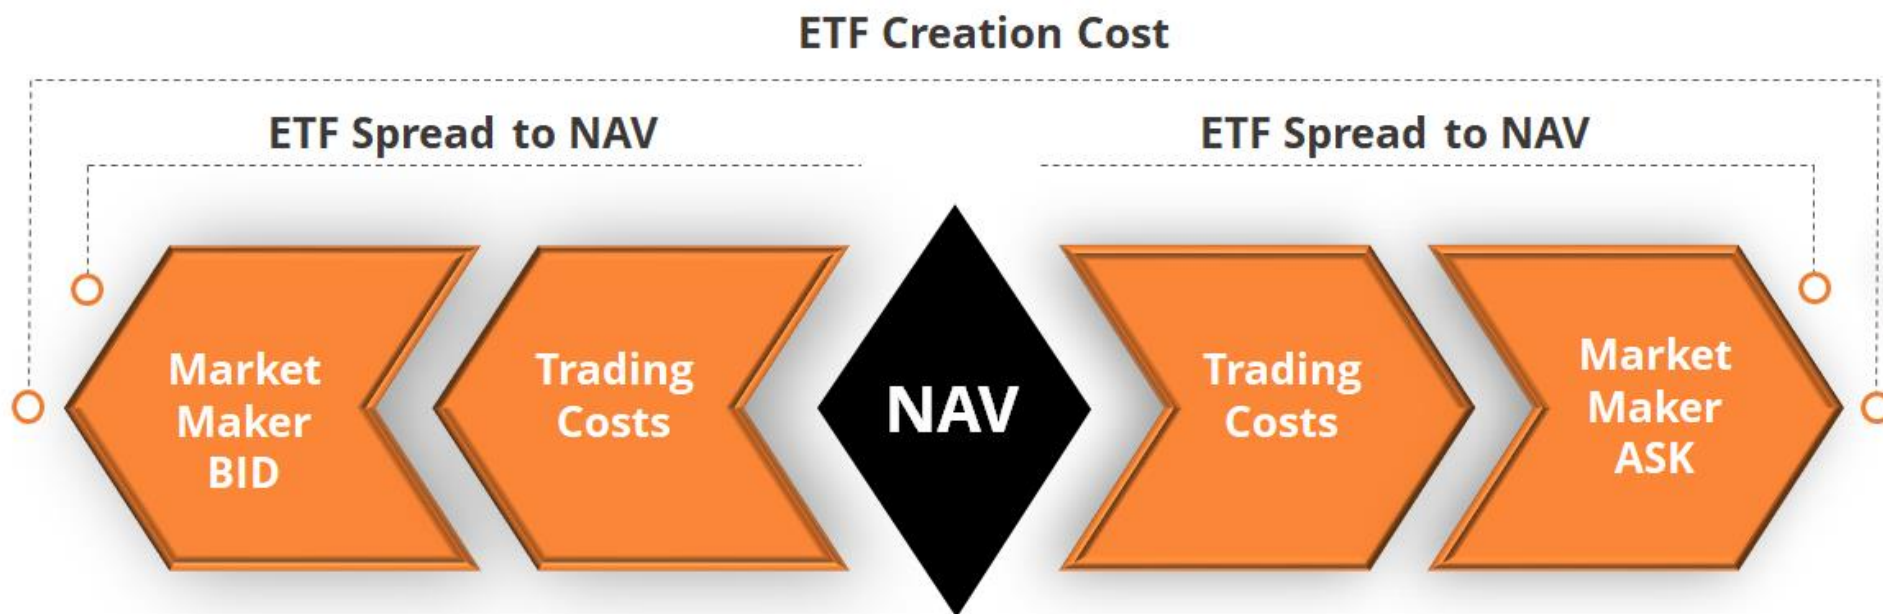 ETF Creation Cost
ETF Spread to NAV
ETF Spread to NAV
Market
Maker
BID
Trading
Costs
NAV
Trading
Costs
Market
Maker
ASK